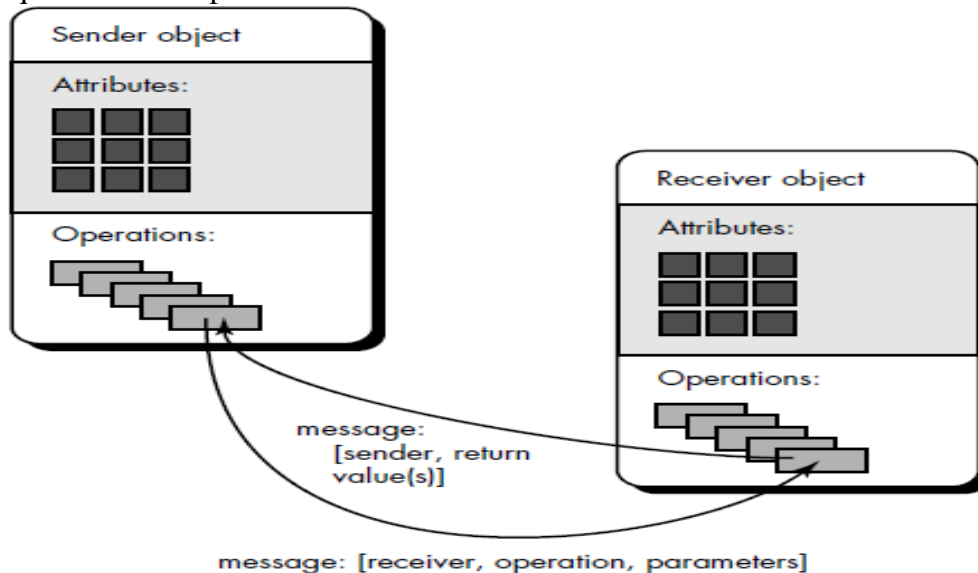 Sender object
Attributes:
Operations:
Receiver object
Attributes:
Operations:
message:
[sender, return
value(s)]
message: [receiver, operation, parameters]